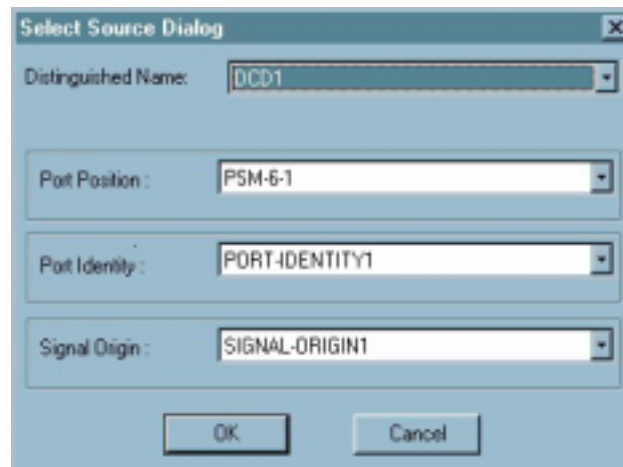 Select Source Dialog
Distinguished Name: DCD1
Port Position : PSM-6-1
Port Identity : PORT-IDENTITY1
Signal Origin : SIGNAL-ORIGIN1
OK Cancel